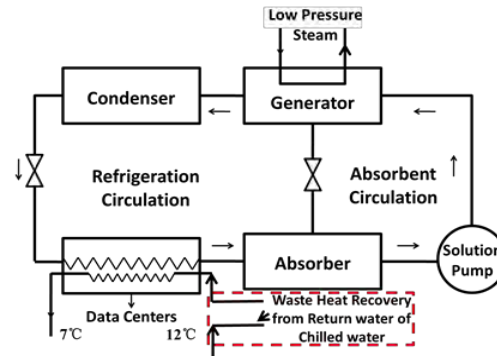 Low Pressure
Steam
Condenser
Generator
Refrigeration
Circulation
Absorbent
Circulation
Absorber
Solution
Pump
Data Centers
7℃
12℃
Waste Heat Recovery
from Return water of
Chilled water